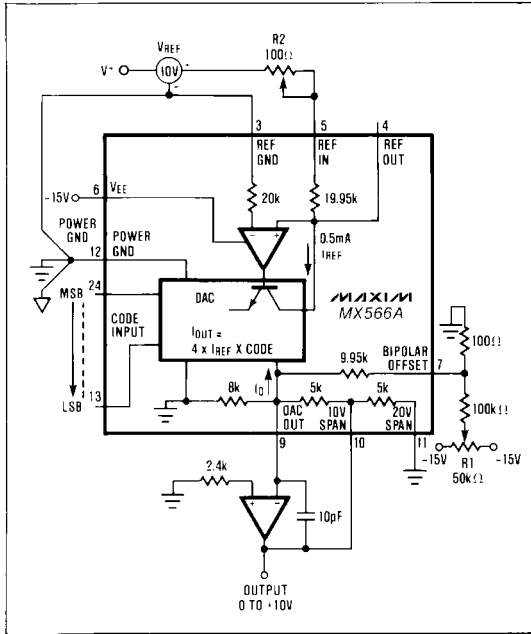 R2
100Ω
VREF
V+
10V
3
5
4
REF
GND
REF
IN
REF
OUT
6
VEE
-15V
20k
19.95k
POWER
GND
12
POWER
GND
0.5mA
IREF
MAXIM
MX566A
24
MSB
DAC
CODE
INPUT
IOUT =
4 x IREF x CODE
LSB
13
8k
IO
9.95k
BIPOLAR
OFFSET
7
100Ω
5k
5k
DAC
OUT
10V
SPAN
20V
SPAN
100kΩ
9
10
11
-15V
-15V
R1
50kΩ
2.4k
10pF
OUTPUT
0 TO +10V